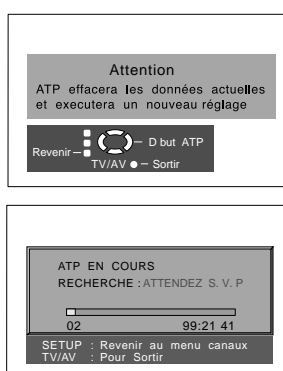 Attention
ATP effacera les données actuelles
et executera un nouveau réglage
D but ATP
Revenir
TV/AV Sortir
ATP EN COURS
RECHERCHE : ATTENDEZ S. V. P
02 99:21 41
SETUP : Revenir au menu canaux
TV/AV : Pour Sortir